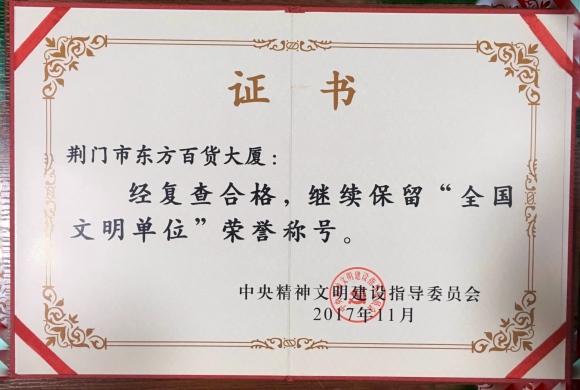 证 书
荆门市东方百货大厦：
经复查合格，继续保留“全国
文明单位”荣誉称号。
中央精神文明建设指导委员会
2017年11月